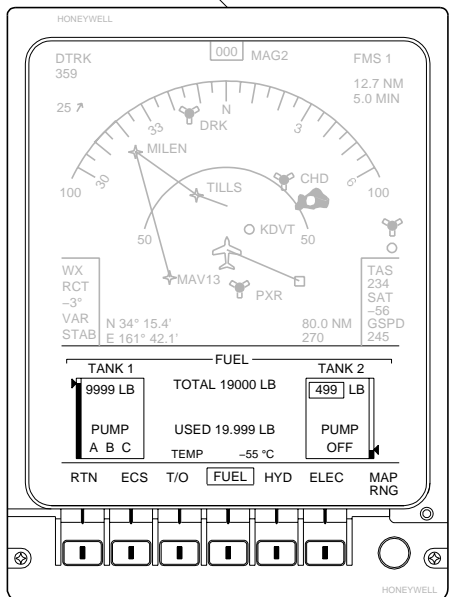 HONEYWELL
DTRK 000 MAG2 FMS 1
359
12.7 NM
5.0 MIN
25
N
33 DRK 3
MILEN
30 TILLS CHD 6
100 100
KDVT
50 50
WX TAS
RCT MAV13 234
–3° PXR SAT
VAR –56
STAB N 34° 15.4' 80.0 NM GSPD
E 161° 42.1' 270 245
FUEL
TANK 1 TANK 2
9999 LB TOTAL 19000 LB 499 LB
PUMP USED 19.999 LB PUMP
A B C TEMP –55 °C OFF
RTN ECS T/O FUEL HYD ELEC MAP
RNG
HONEYWELL